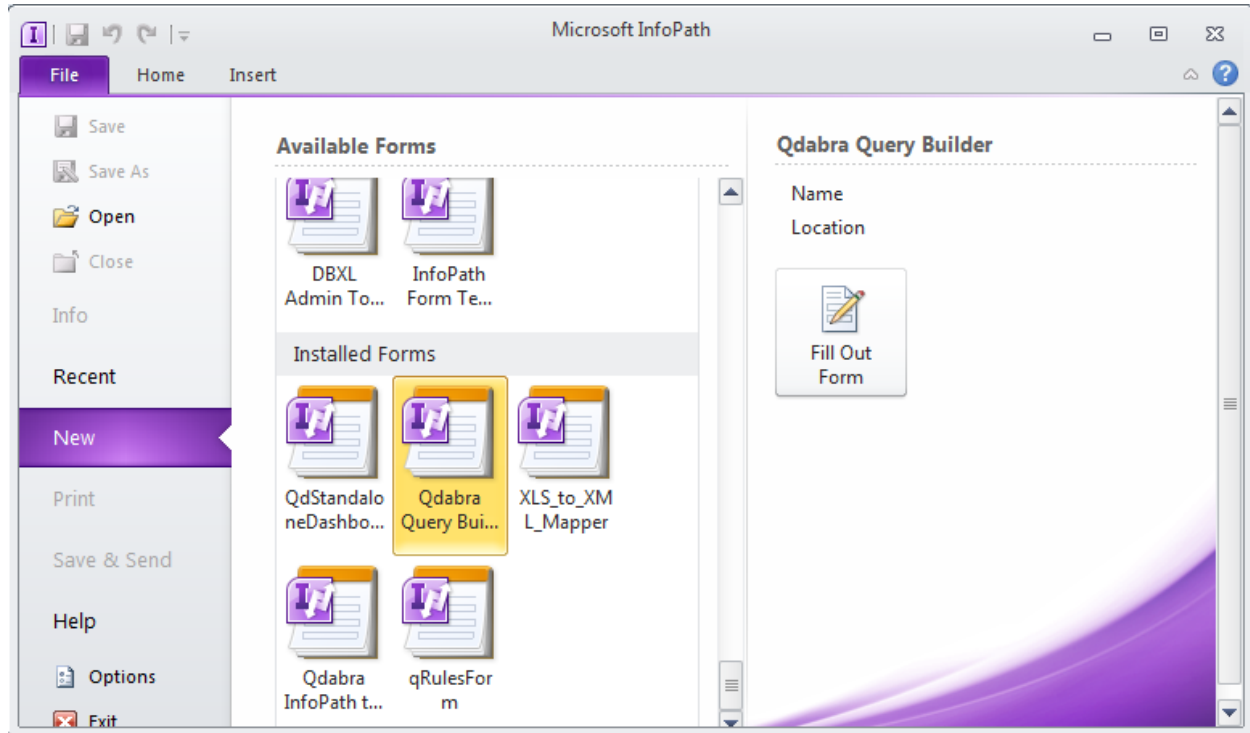 Microsoft InfoPath
File
Home
Insert
Save
Save As
Open
Close
Info
Recent
New
Print
Save & Send
Help
Options
Exit
Available Forms
DBXL
Admin To...
InfoPath
Form Te...
Installed Forms
QdStandalo
neDashbo...
Qdabra
Query Bui...
XLS_to_XM
L_Mapper
Qdabra
InfoPath t...
qRulesFor
m
Qdabra Query Builder
Name
Location
Fill Out
Form